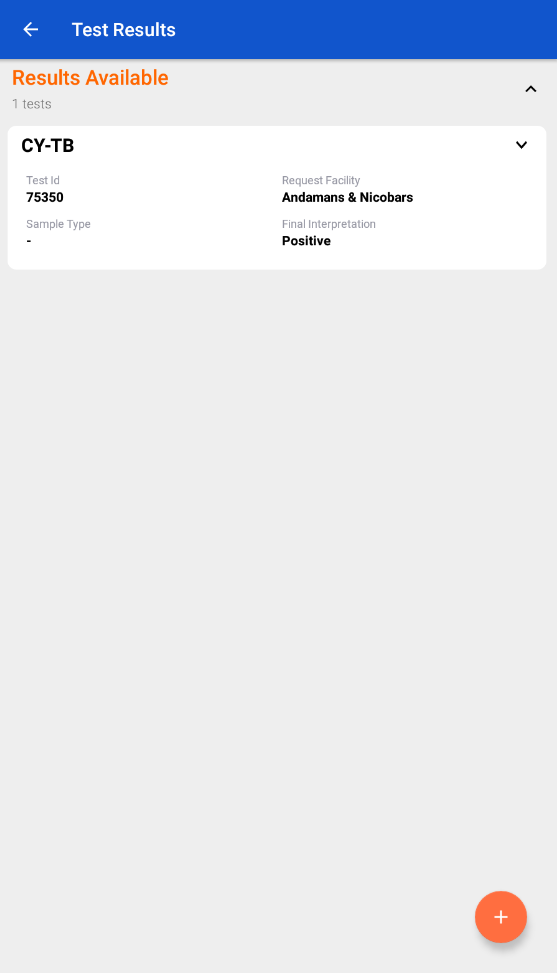 Test Results
Results Available
1 tests
CY-TB
Test Id
75350
Request Facility
Andamans & Nicobars
Sample Type
-
Final Interpretation
Positive